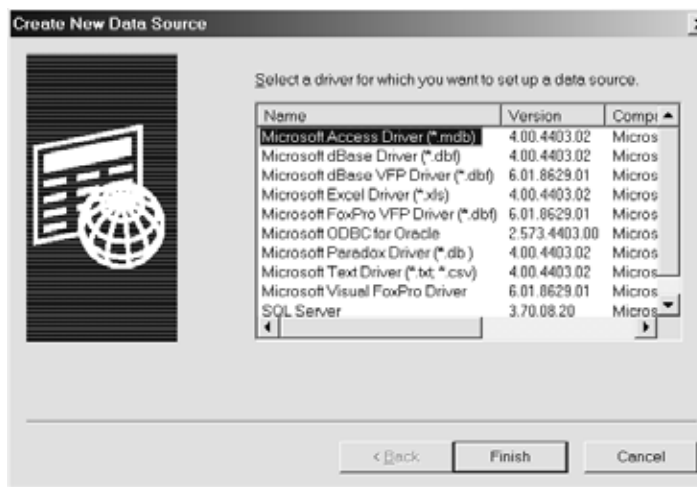 Create New Data Source
Select a driver for which you want to set up a data source.
Name Version Comp
Microsoft Access Driver (*.mdb) 4.00.4403.02 Micros
Microsoft dBase Driver (*.dbf) 4.00.4403.02 Micros
Microsoft dBase VFP Driver (*.dbf) 6.01.8629.01 Micros
Microsoft Excel Driver (*.xls) 4.00.4403.02 Micros
Microsoft FoxPro VFP Driver (*.dbf) 6.01.8629.01 Micros
Microsoft ODBC for Oracle 2.573.4403.00 Micros
Microsoft Paradox Driver (*.db ) 4.00.4403.02 Micros
Microsoft Text Driver (*.txt; *.csv) 4.00.4403.02 Micros
Microsoft Visual FoxPro Driver 6.01.8629.01 Micros
SQL Server 3.70.08.20 Micros
< Back Finish Cancel